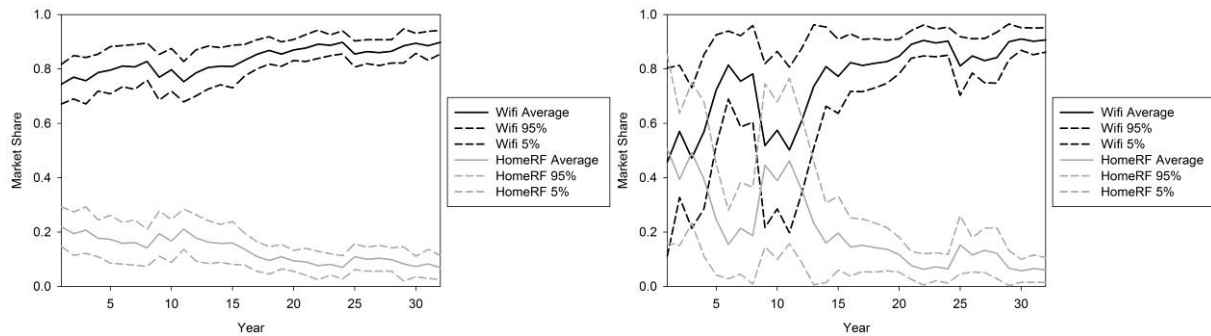 1.0
0.8
0.6
0.4
0.2
0.0
Market Share
5 10 15 20 25 30
Year
Wifi Average
Wifi 95%
Wifi 5%
HomeRF Average
HomeRF 95%
HomeRF 5%
1.0
0.8
0.6
0.4
0.2
0.0
Market Share
5 10 15 20 25 30
Year
Wifi Average
Wifi 95%
Wifi 5%
HomeRF Average
HomeRF 95%
HomeRF 5%